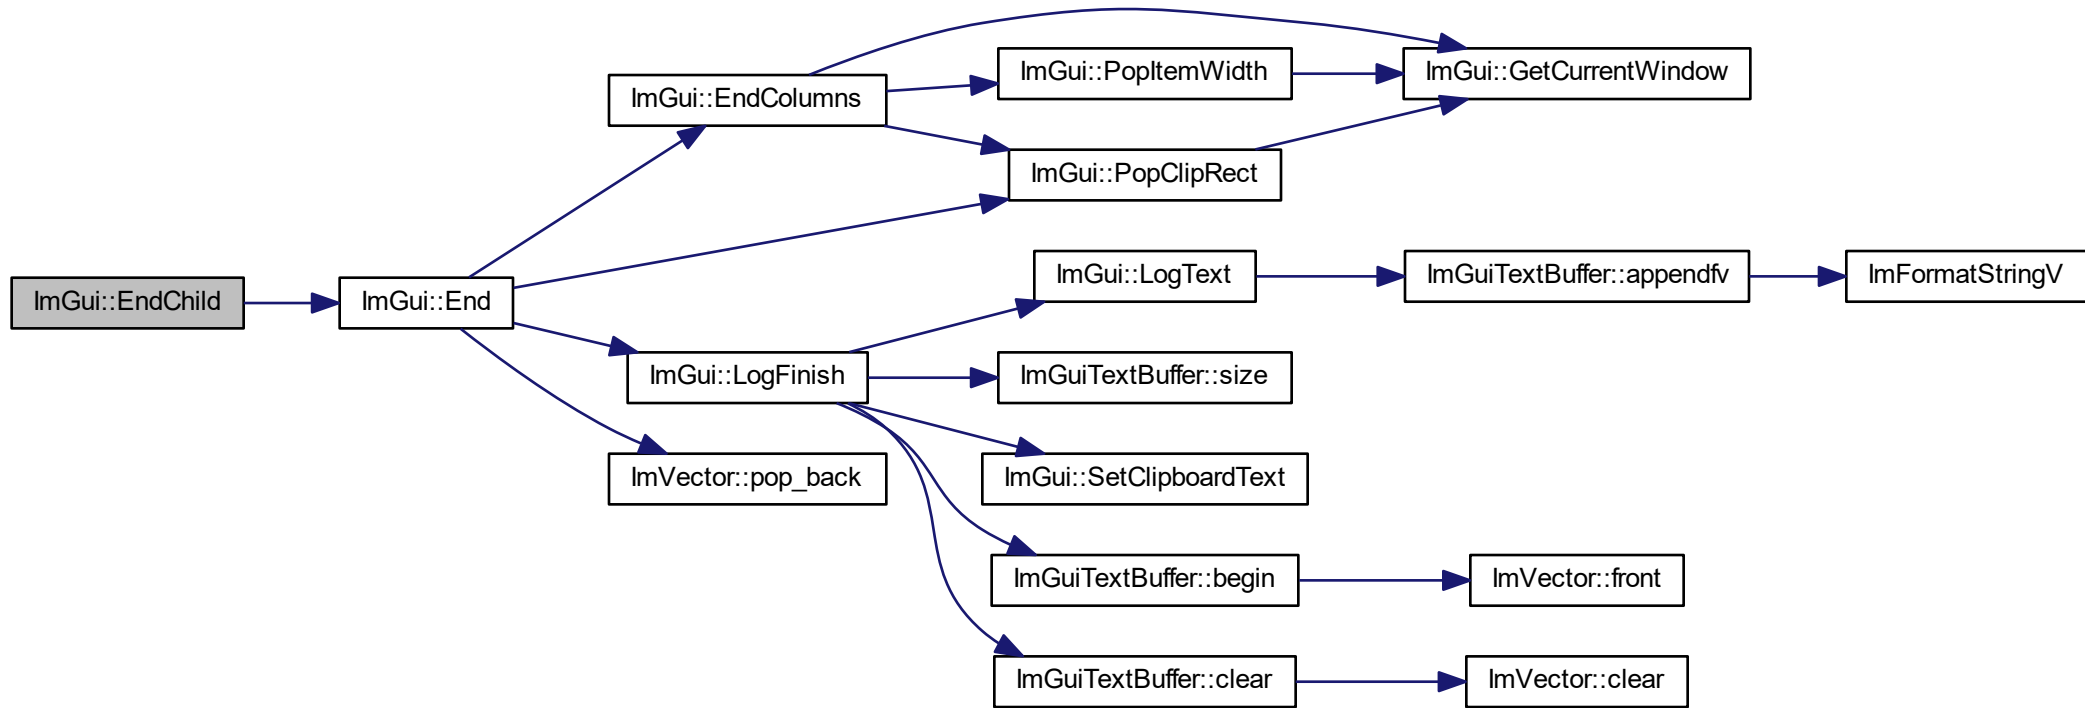 ImGui::EndChild
ImGui::End
ImGui::EndColumns
ImGui::PopItemWidth
ImGui::GetCurrentWindow
ImGui::PopClipRect
ImGui::LogFinish
ImGui::LogText
ImGuiTextBuffer::appendfv
ImFormatStringV
ImGuiTextBuffer::size
ImGui::SetClipboardText
ImVector::pop_back
ImGuiTextBuffer::begin
ImVector::front
ImGuiTextBuffer::clear
ImVector::clear